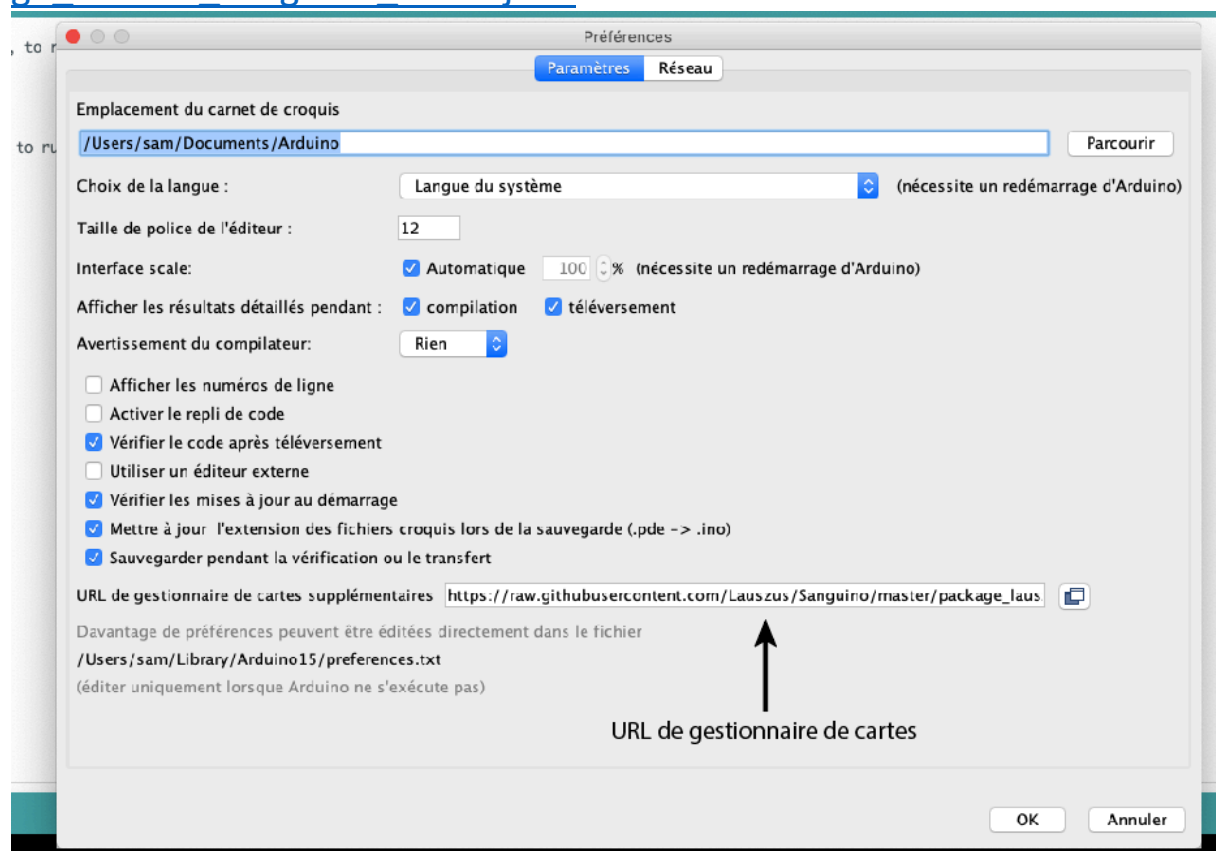 Préférences
, to r
Paramètres Réseau
Emplacement du carnet de croquis
to ru
/Users/sam/Documents/Arduino Parcourir
Choix de la langue : Langue du système (nécessite un redémarrage d'Arduino)
Taille de police de l'éditeur : 12
Interface scale: Automatique 100 % (nécessite un redémarrage d'Arduino)
Afficher les résultats détaillés pendant : compilation téléversement
Avertissement du compilateur: Rien
Afficher les numéros de ligne
Activer le repli de code
Vérifier le code après téléversement
Utiliser un éditeur externe
Vérifier les mises à jour au démarrage
Mettre à jour l'extension des fichiers croquis lors de la sauvegarde (.pde -> .ino)
Sauvegarder pendant la vérification ou le transfert
URL de gestionnaire de cartes supplémentaires https://raw.githubusercontent.com/Lauszus/Sanguino/master/package_laus
Davantage de préférences peuvent être éditées directement dans le fichier
/Users/sam/Library/Arduino15/preferences.txt
(éditer uniquement lorsque Arduino ne s'exécute pas)
URL de gestionnaire de cartes
OK Annuler